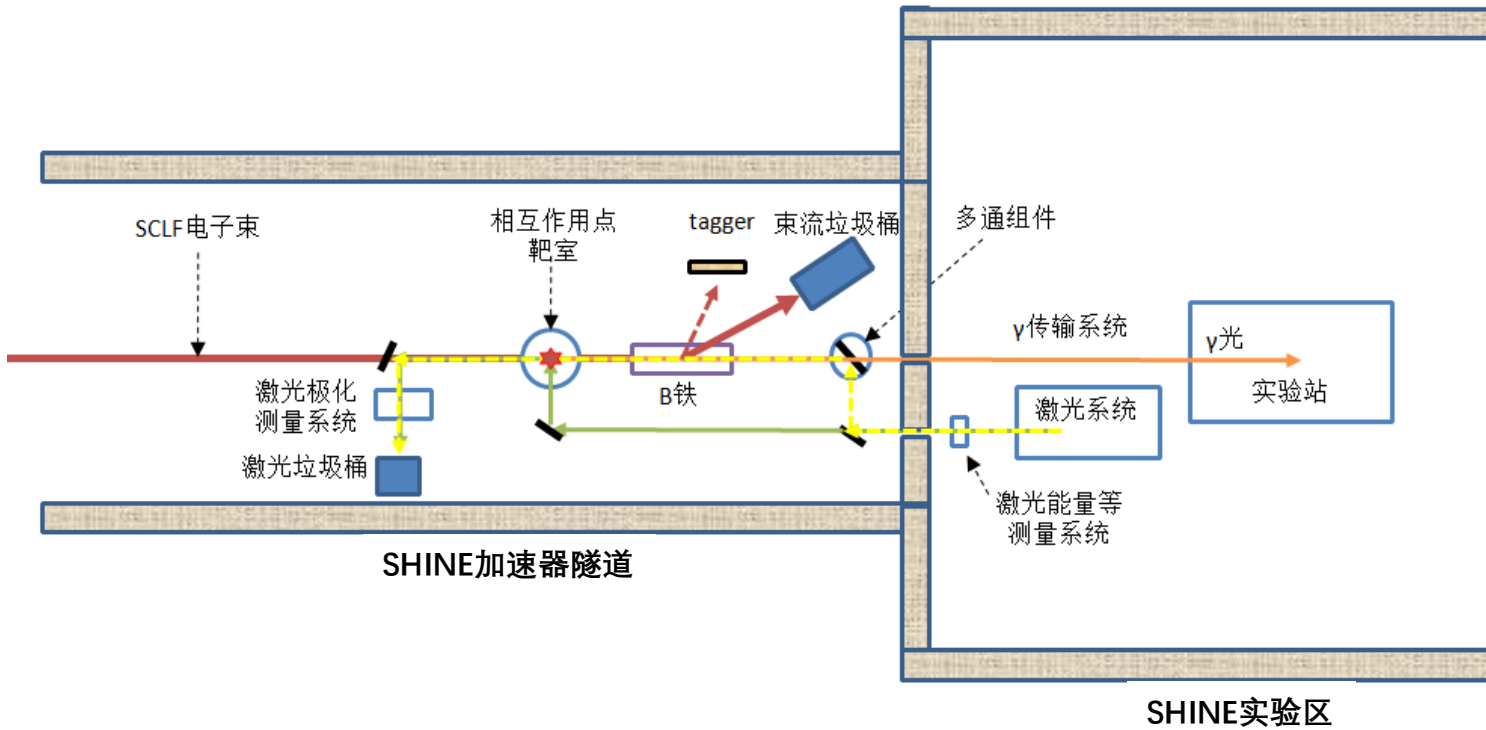 SCLF电子束
相互作用点
靶室
tagger
束流垃圾桶
多通组件
γ传输系统
γ光
实验站
激光极化
测量系统
B铁
激光系统
激光垃圾桶
激光能量等
测量系统
SHINE加速器隧道
SHINE实验区